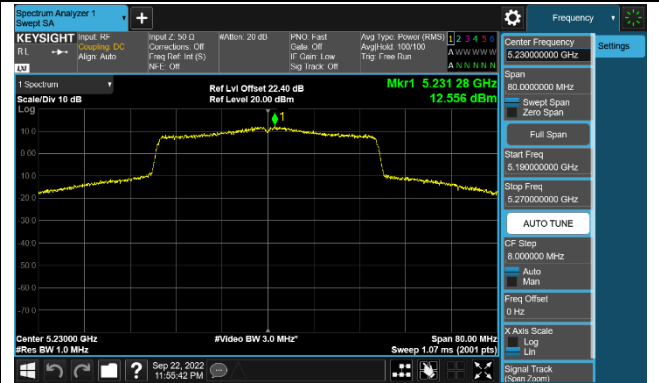 Spectrum Analyzer 1
Swept SA
Frequency
KEYSIGHT
RL
LXI
Input: RF
Coupling: DC
Align: Auto
Input Z: 50 Ω
Corrections: Off
Freq Ref: Int (S)
NFE: Off
#Atten: 20 dB
PNO: Fast
Gate: Off
IF Gain: Low
Sig Track: Off
Avg Type: Power (RMS)
Avg|Hold: 100/100
Trig: Free Run
1 2 3 4 5 6
A W W W W W
A N N N N N
1 Spectrum
Scale/Div 10 dB
Log
Ref Lvl Offset 22.40 dB
Ref Level 20.00 dBm
Mkr1 5.231 28 GHz
12.556 dBm
1
10.0
0.00
-10.0
-20.0
-30.0
-40.0
-50.0
-60.0
-70.0
Center 5.23000 GHz
#Res BW 1.0 MHz
#Video BW 3.0 MHz*
Span 80.00 MHz
Sweep 1.07 ms (2001 pts)
Sep 22, 2022
11:55:42 PM
Center Frequency
5.230000000 GHz
Span
80.0000000 MHz
Swept Span
Zero Span
Full Span
Start Freq
5.190000000 GHz
Stop Freq
5.270000000 GHz
AUTO TUNE
CF Step
8.000000 MHz
Auto
Man
Freq Offset
0 Hz
X Axis Scale
Log
Lin
Signal Track
(Span Zoom)
Settings